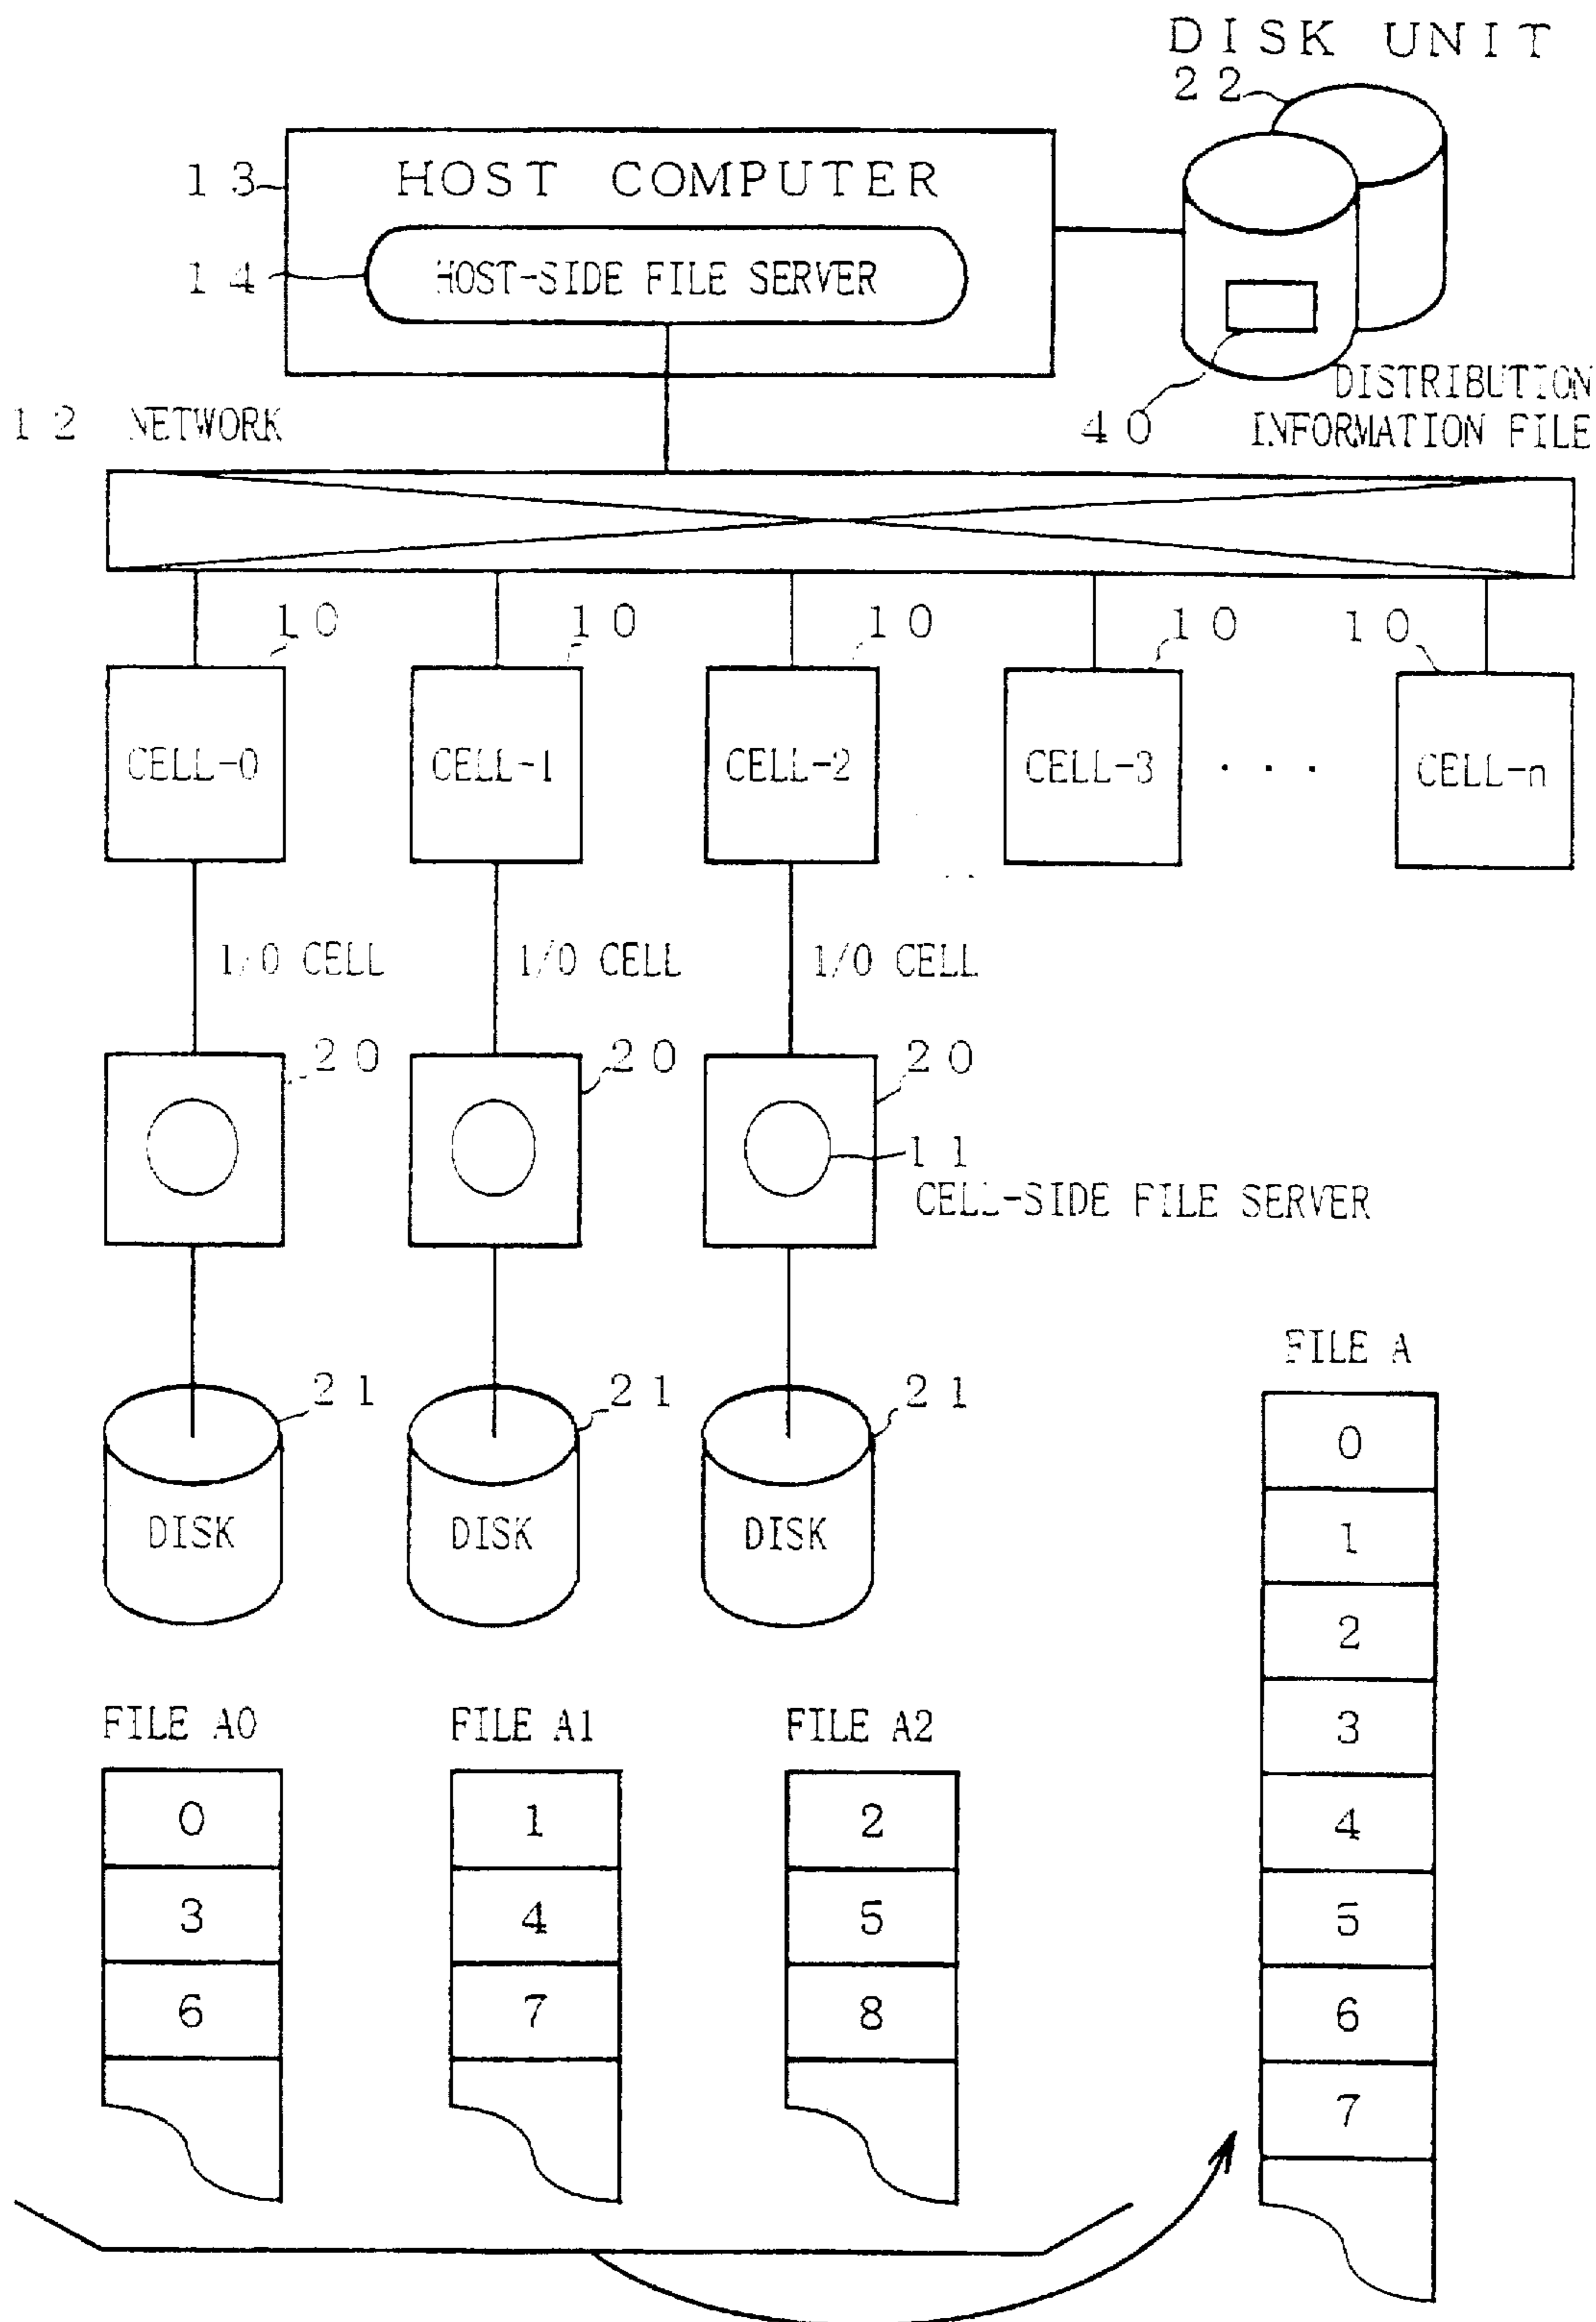 DISK UNIT
22
13 HOST COMPUTER
14 HOST-SIDE FILE SERVER
DISTRIBUTION
12 NETWORK 40 INFORMATION FILE
10 10 10 10 10
CELL-0 CELL-1 CELL-2 CELL-3 . . . CELL-n
I/O CELL I/O CELL I/O CELL
20 20 20
11
CELL-SIDE FILE SERVER
FILE A
21 21 21
0
DISK DISK DISK
1
2
3
4
5
6
7
FILE A0 FILE A1 FILE A2
0 1 2
3 4 5
6 7 8